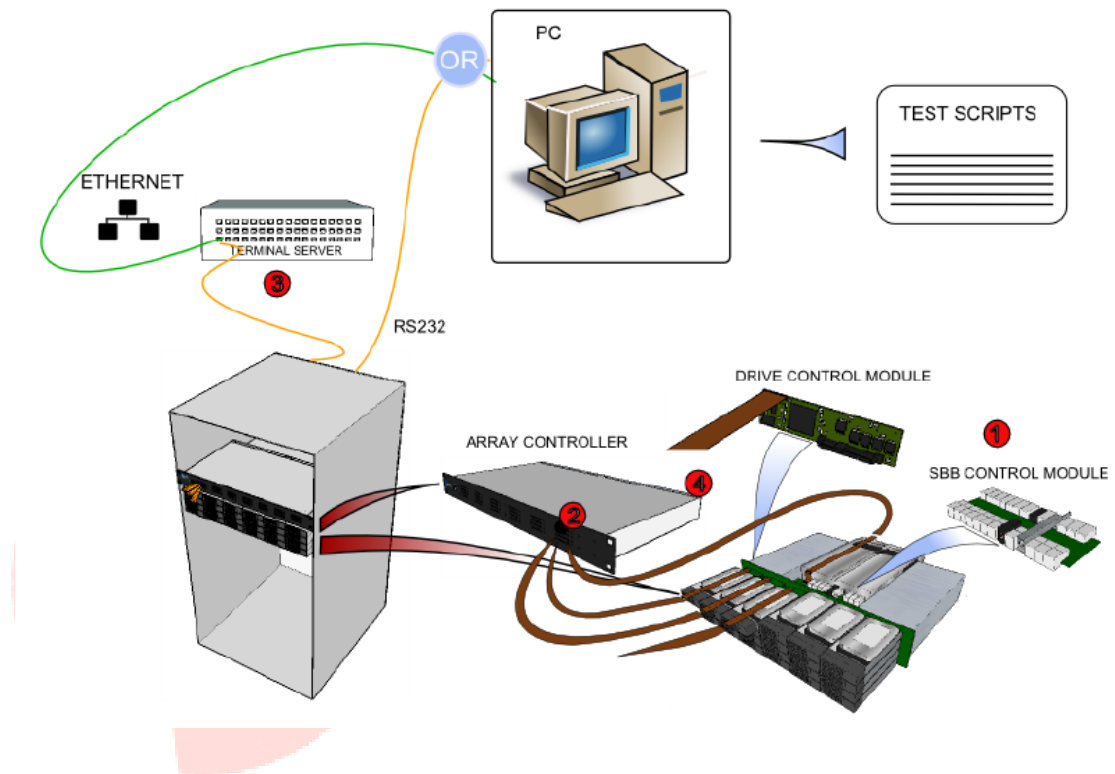 PC
OR
TEST SCRIPTS
ETHERNET
TERMINAL SERVER
3
RS232
DRIVE CONTROL MODULE
ARRAY CONTROLLER
1
SBB CONTROL MODULE
4
2